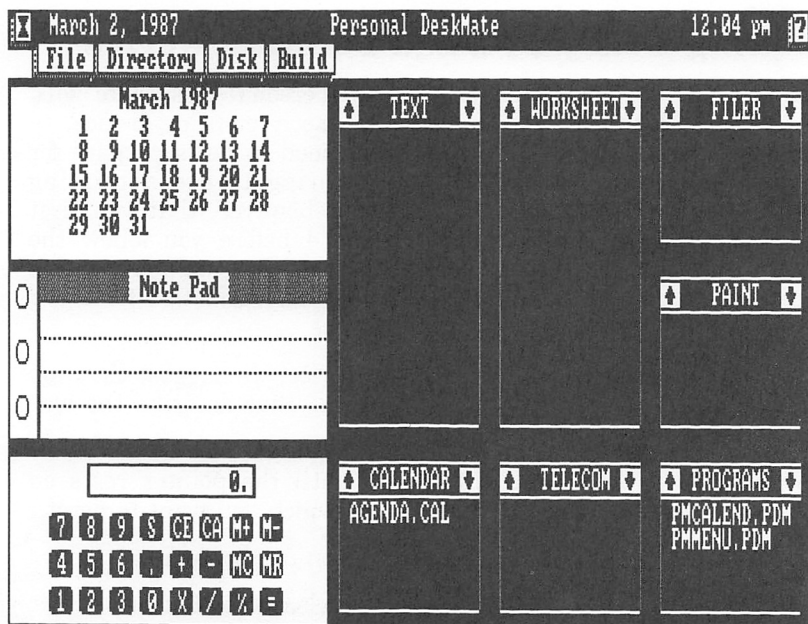 March 2, 1987 Personal DeskMate 12:04 pm ?
File Directory Disk Build
March 1987
1 2 3 4 5 6 7
8 9 10 11 12 13 14
15 16 17 18 19 20 21
22 23 24 25 26 27 28
29 30 31
Note Pad
0.
7 8 9 S CE CA M+ M-
4 5 6 . + - MC MR
1 2 3 0 X / % =
TEXT
WORKSHEET
FILER
PAINT
CALENDAR
AGENDA.CAL
TELECOM
PROGRAMS
PMCALEND.PDM
PMMENU.PDM